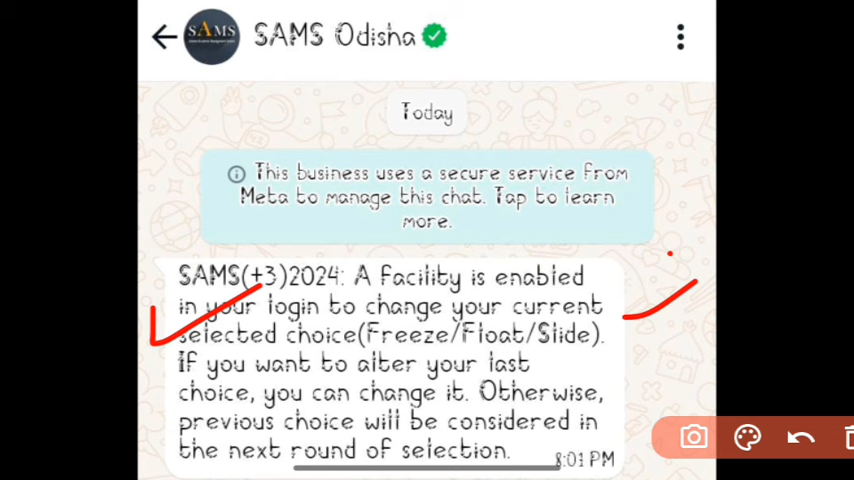 SAMS
SAMS Odisha
Today
This business uses a secure service from
Meta to manage this chat. Tap to learn
more.
SAMS(+3)2024: A facility is enabled
in your login to change your current
selected choice(Freeze/Float/Slide).
If you want to alter your last
choice, you can change it. Otherwise,
previous choice will be considered in
the next round of selection.
8:01 PM